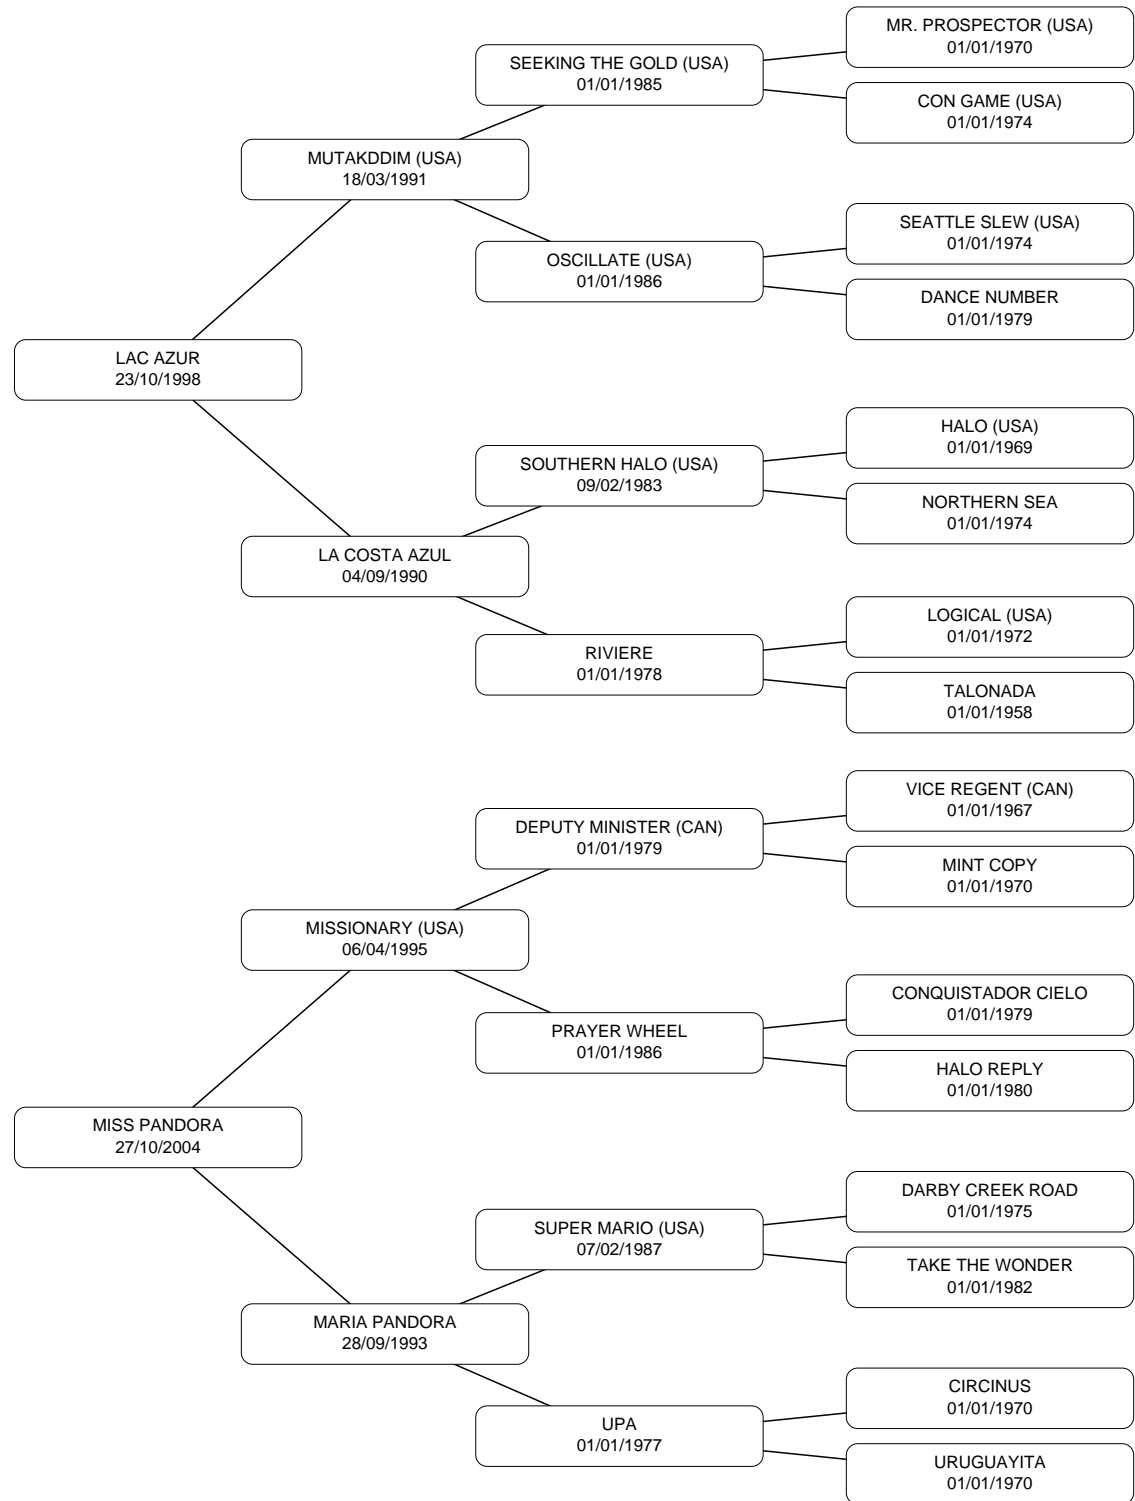 MR. PROSPECTOR (USA)
01/01/1970
SEEKING THE GOLD (USA)
01/01/1985
CON GAME (USA)
01/01/1974
MUTAKDDIM (USA)
18/03/1991
SEATTLE SLEW (USA)
01/01/1974
OSCILLATE (USA)
01/01/1986
DANCE NUMBER
01/01/1979
LAC AZUR
23/10/1998
HALO (USA)
01/01/1969
SOUTHERN HALO (USA)
09/02/1983
NORTHERN SEA
01/01/1974
LA COSTA AZUL
04/09/1990
LOGICAL (USA)
01/01/1972
RIVIERE
01/01/1978
TALONADA
01/01/1958
VICE REGENT (CAN)
01/01/1967
DEPUTY MINISTER (CAN)
01/01/1979
MINT COPY
01/01/1970
MISSIONARY (USA)
06/04/1995
CONQUISTADOR CIELO
01/01/1979
PRAYER WHEEL
01/01/1986
HALO REPLY
01/01/1980
MISS PANDORA
27/10/2004
DARBY CREEK ROAD
01/01/1975
SUPER MARIO (USA)
07/02/1987
TAKE THE WONDER
01/01/1982
MARIA PANDORA
28/09/1993
CIRCINUS
01/01/1970
UPA
01/01/1977
URUGUAYITA
01/01/1970